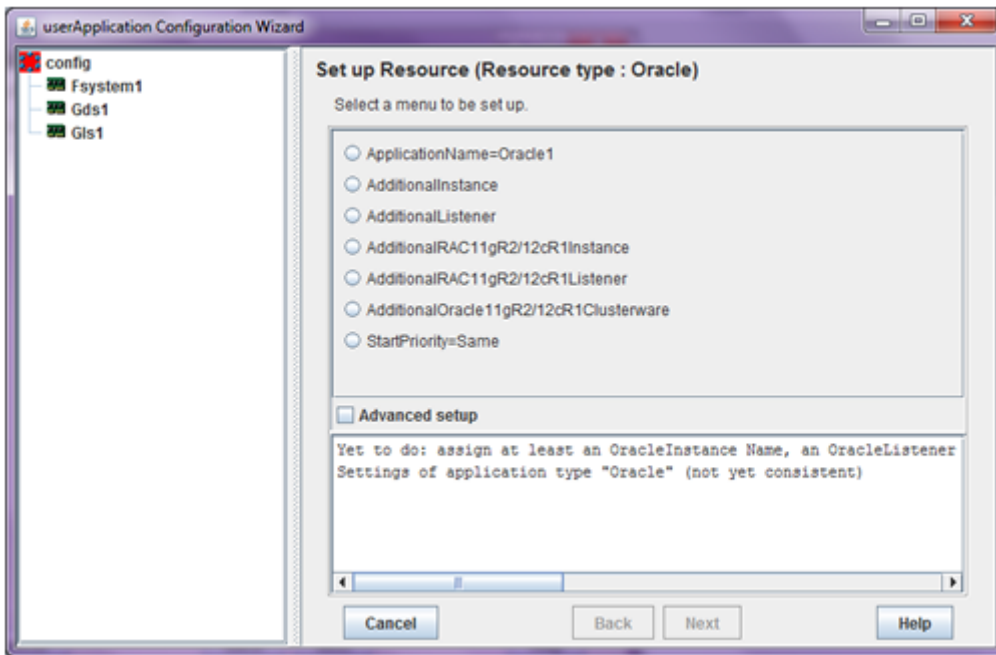 userApplication Configuration Wizard
config
Fsystem1
Gds1
Gls1
Set up Resource (Resource type : Oracle)
Select a menu to be set up.
ApplicationName=Oracle1
AdditionalInstance
AdditionalListener
AdditionalRAC11gR2/12cR1Instance
AdditionalRAC11gR2/12cR1Listener
AdditionalOracle11gR2/12cR1Clusterware
StartPriority=Same
Advanced setup
Yet to do: assign at least an OracleInstance Name, an OracleListener
Settings of application type "Oracle" (not yet consistent)
Cancel Back Next Help